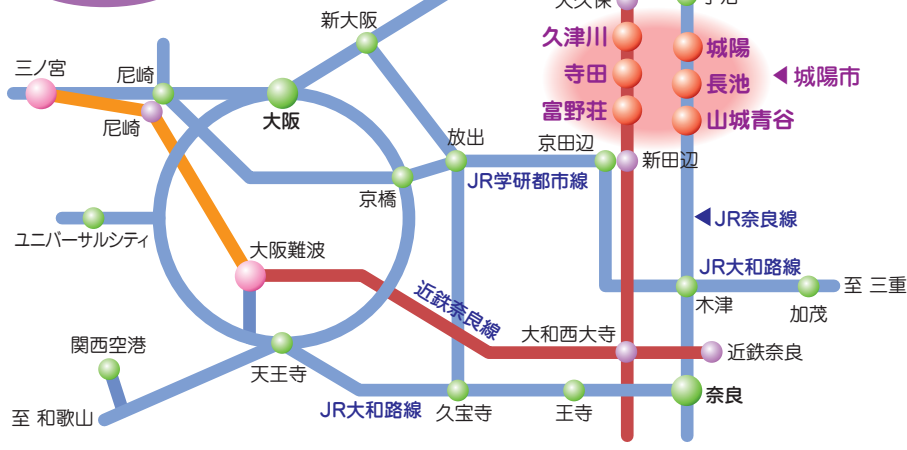 新大阪
久津川
城陽
寺田
長池
城陽市
富野荘
山城青谷
三ノ宮
尼崎
尼崎
大阪
放出
京田辺
新田辺
京橋
JR学研都市線
ユニバーサルシティ
大阪難波
JR奈良線
JR大和路線
至 三重
木津
加茂
近鉄奈良線
大和西大寺
近鉄奈良
関西空港
天王寺
奈良
至 和歌山
JR大和路線
久宝寺
王寺